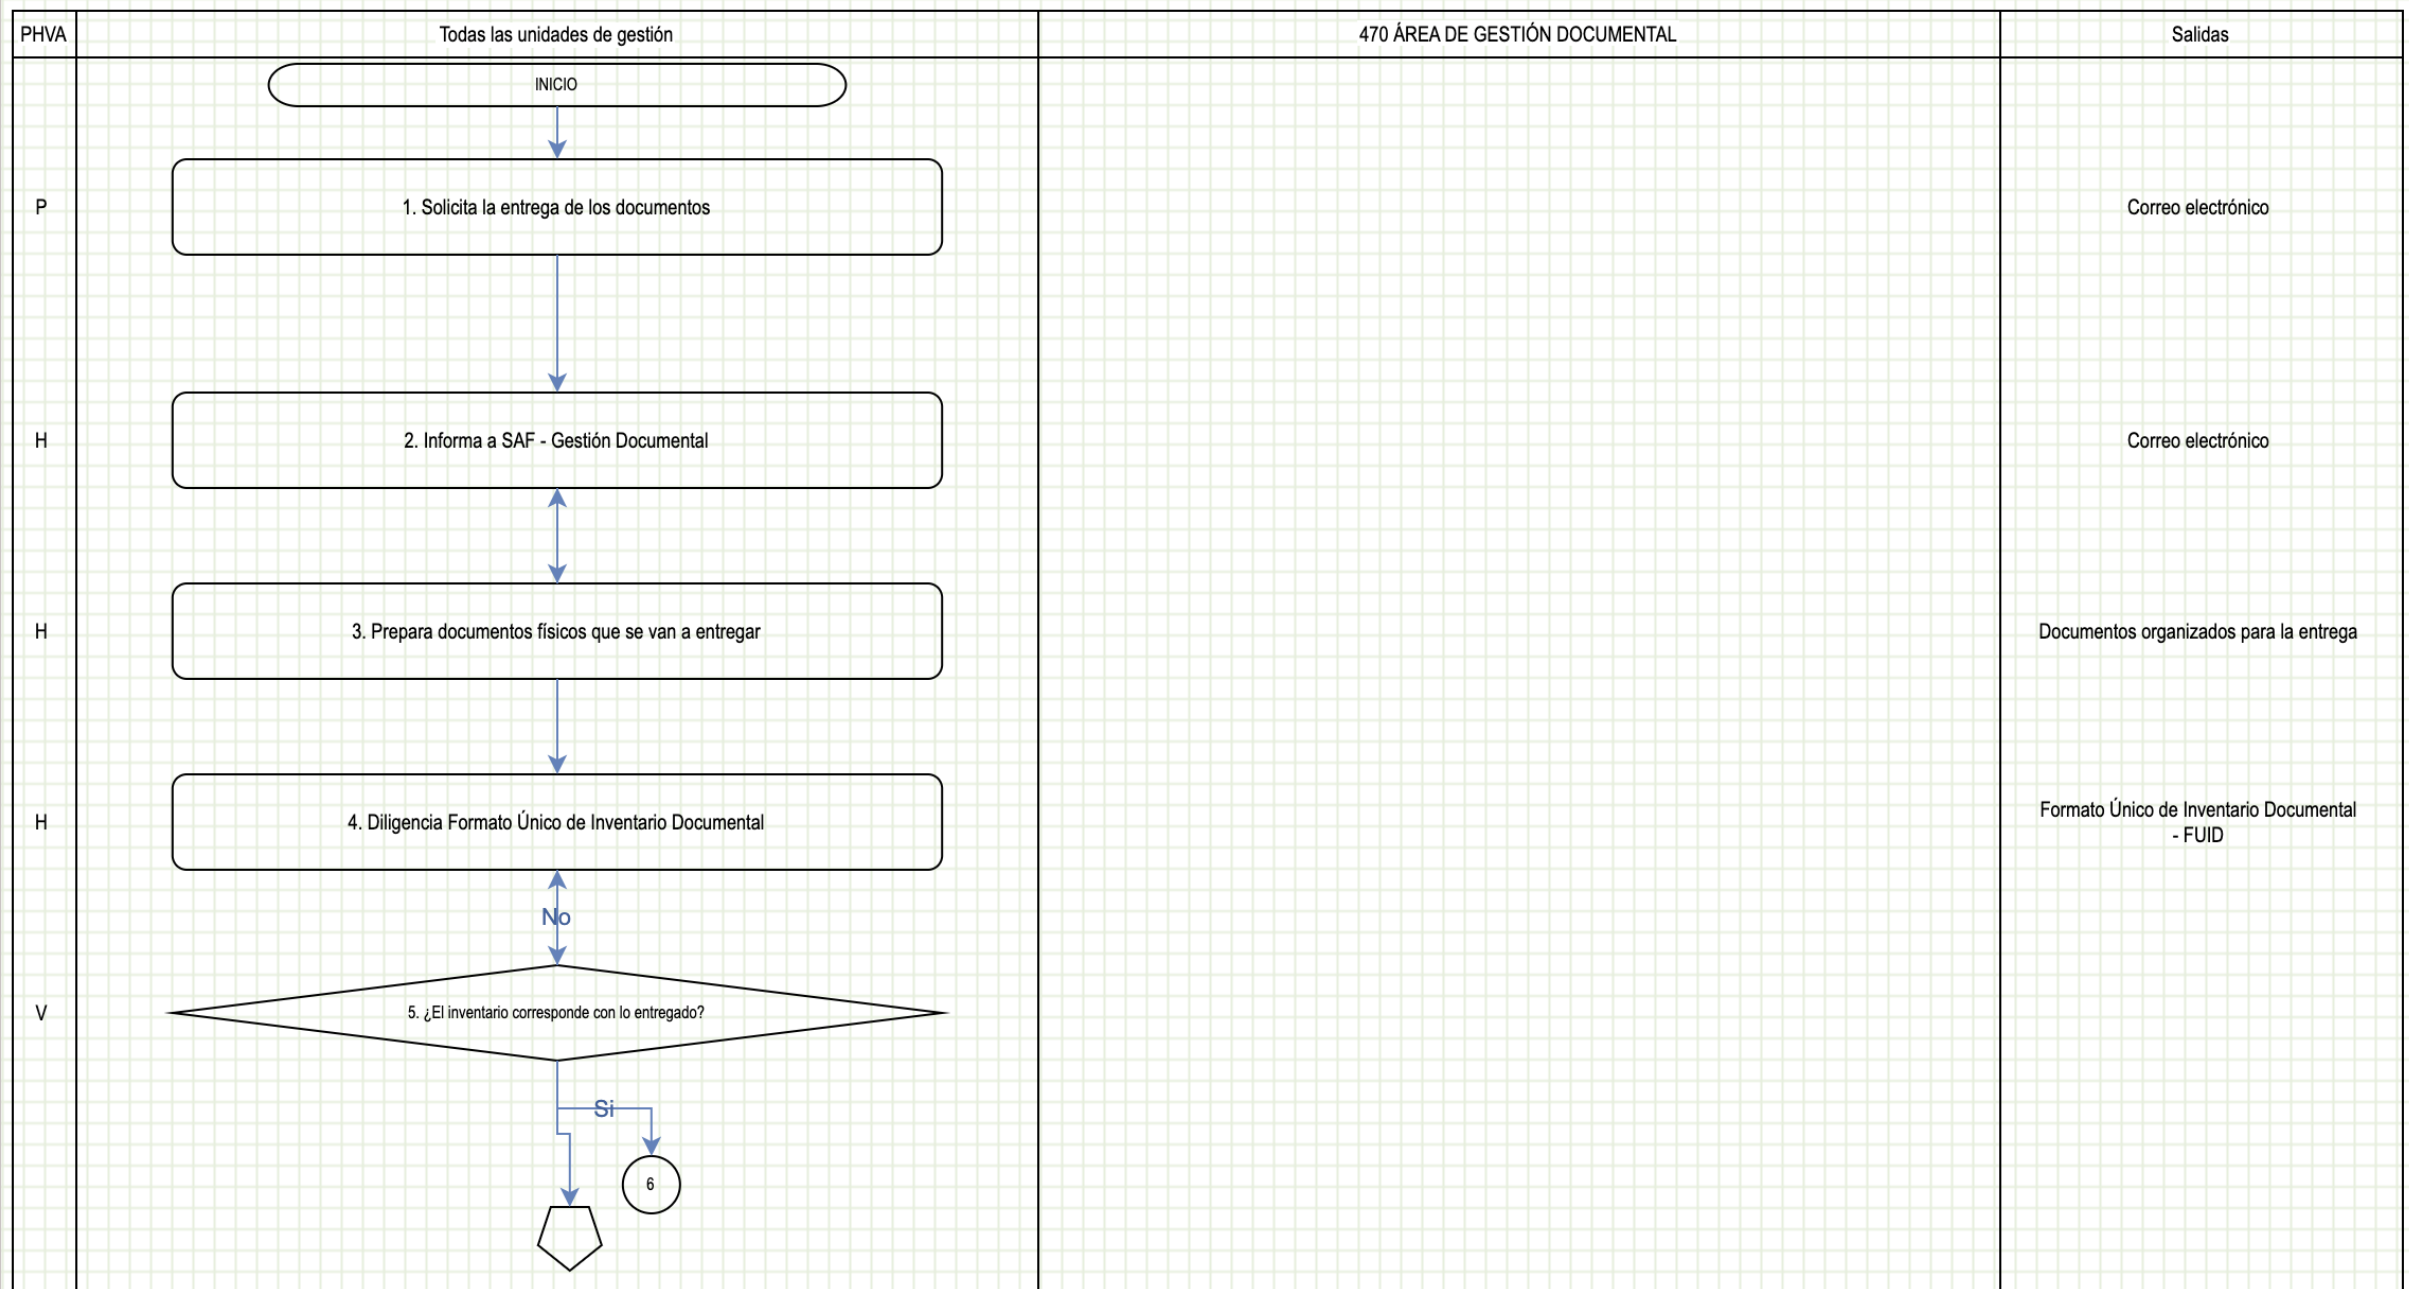 PHVA
Todas las unidades de gestión
470 ÁREA DE GESTIÓN DOCUMENTAL
Salidas
INICIO
P
1. Solicita la entrega de los documentos
Correo electrónico
H
2. Informa a SAF - Gestión Documental
Correo electrónico
H
3. Prepara documentos físicos que se van a entregar
Documentos organizados para la entrega
H
4. Diligencia Formato Único de Inventario Documental
Formato Único de Inventario Documental
- FUID
No
V
5. ¿El inventario corresponde con lo entregado?
Si
6